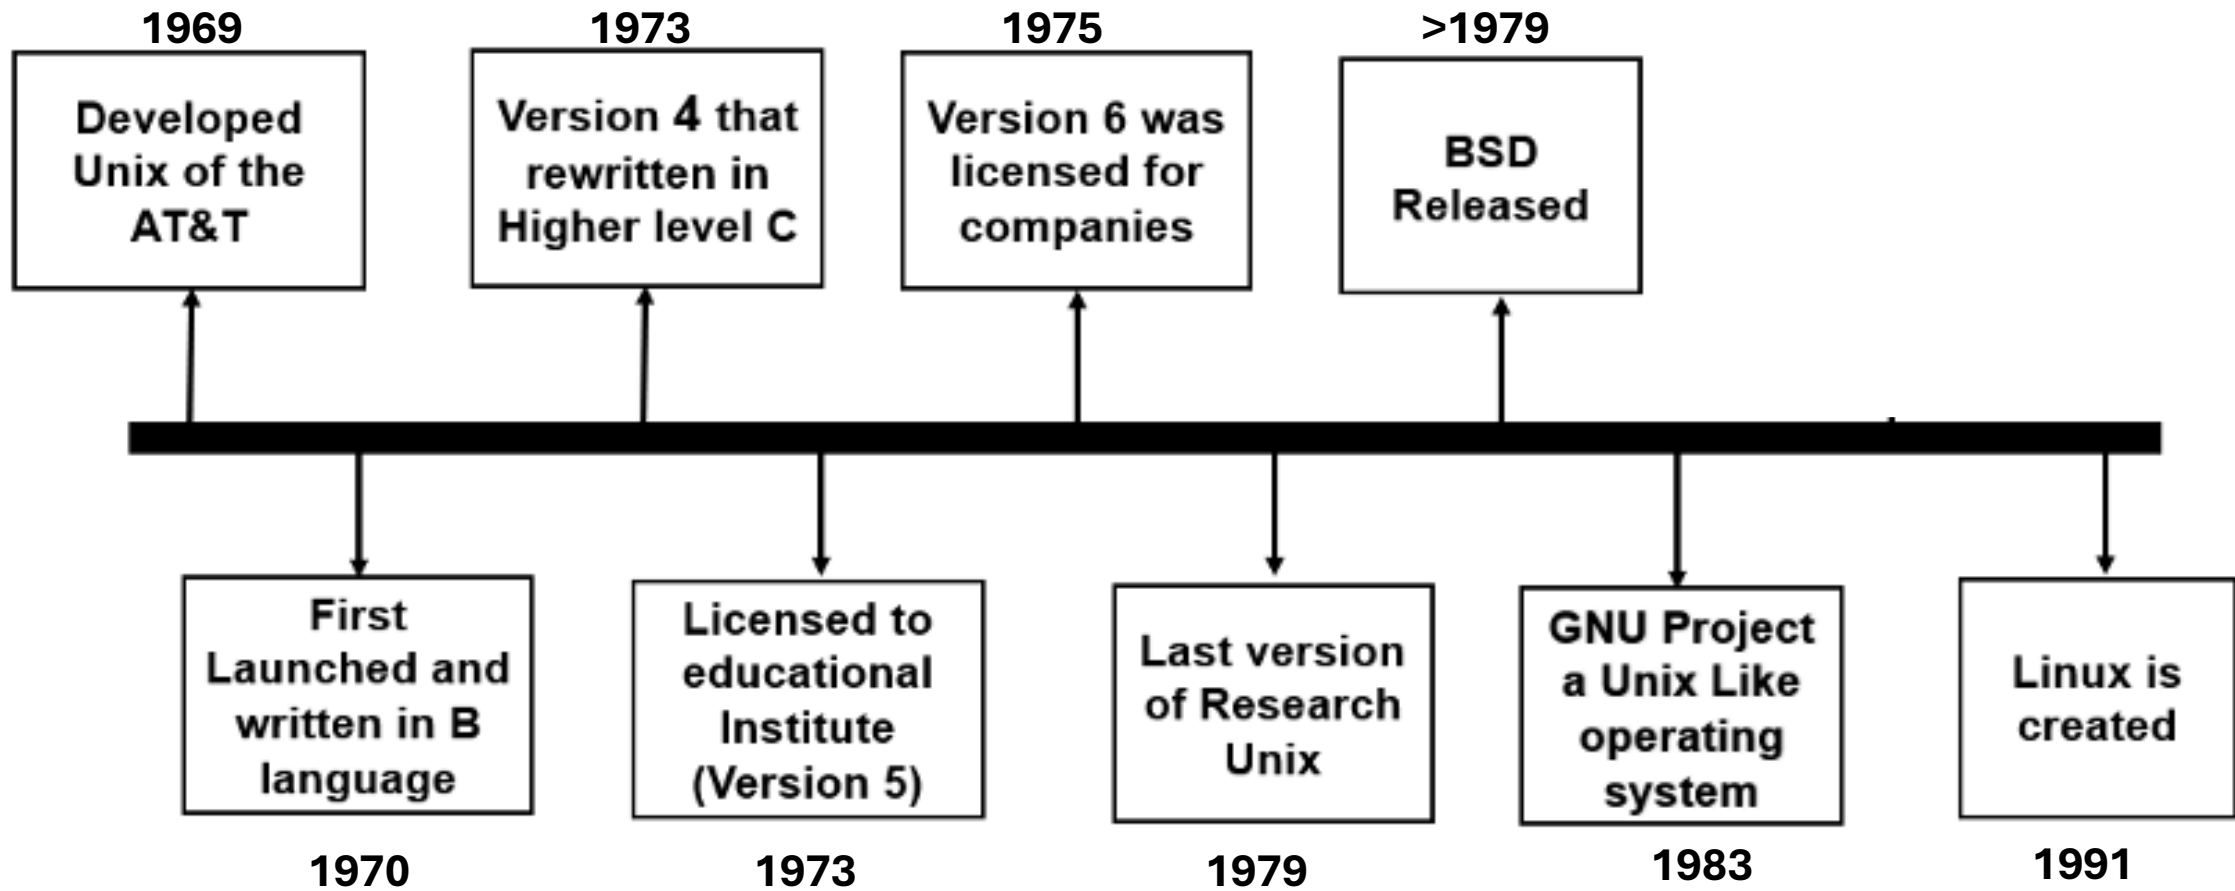 1969
Developed
Unix of the
AT&T
1973
Version 4 that
rewritten in
Higher level C
1975
Version 6 was
licensed for
companies
>1979
BSD
Released
First
Launched and
written in B
language
1970
Licensed to
educational
Institute
(Version 5)
1973
Last version
of Research
Unix
1979
GNU Project
a Unix Like
operating
system
1983
Linux is
created
1991